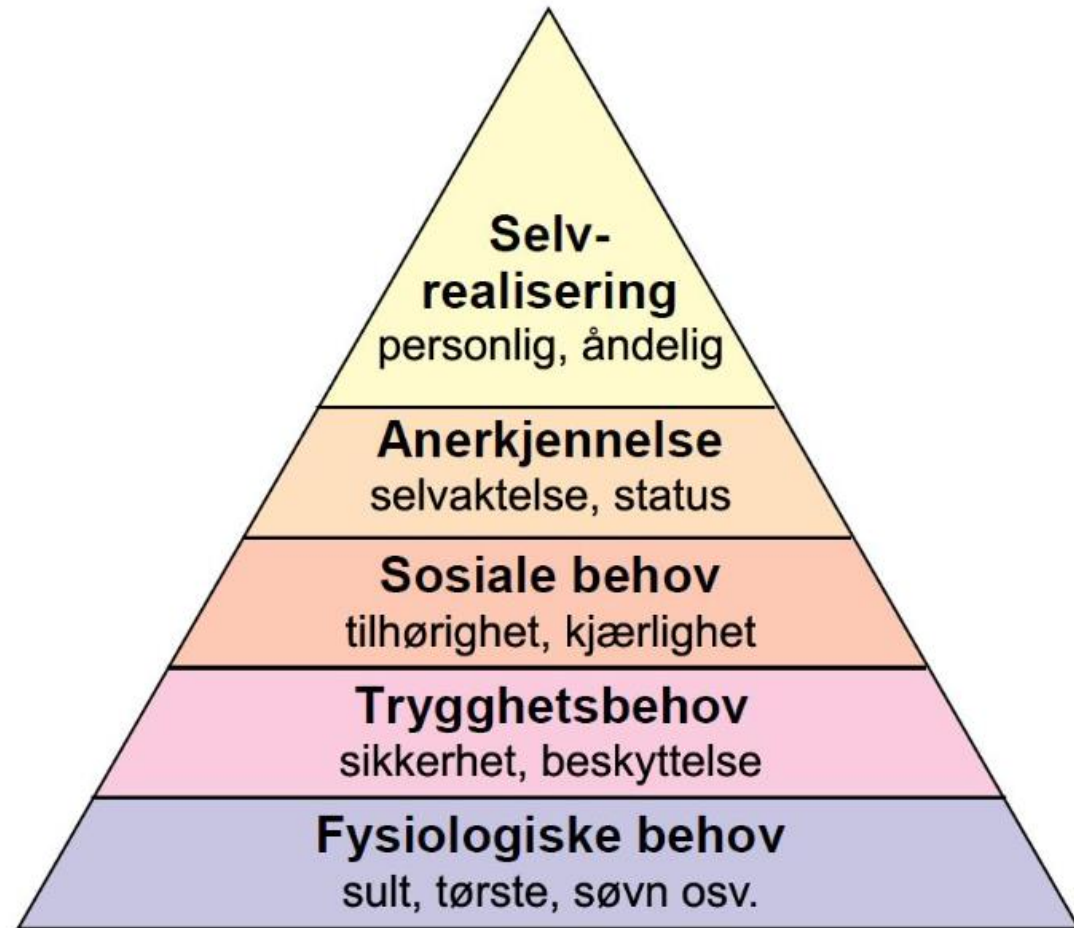 Selv-
realisering
personlig, åndelig
Anerkjennelse
selvaktelse, status
Sosiale behov
tilhørighet, kjærlighet
Trygghetsbehov
sikkerhet, beskyttelse
Fysiologiske behov
sult, tørste, søvn osv.